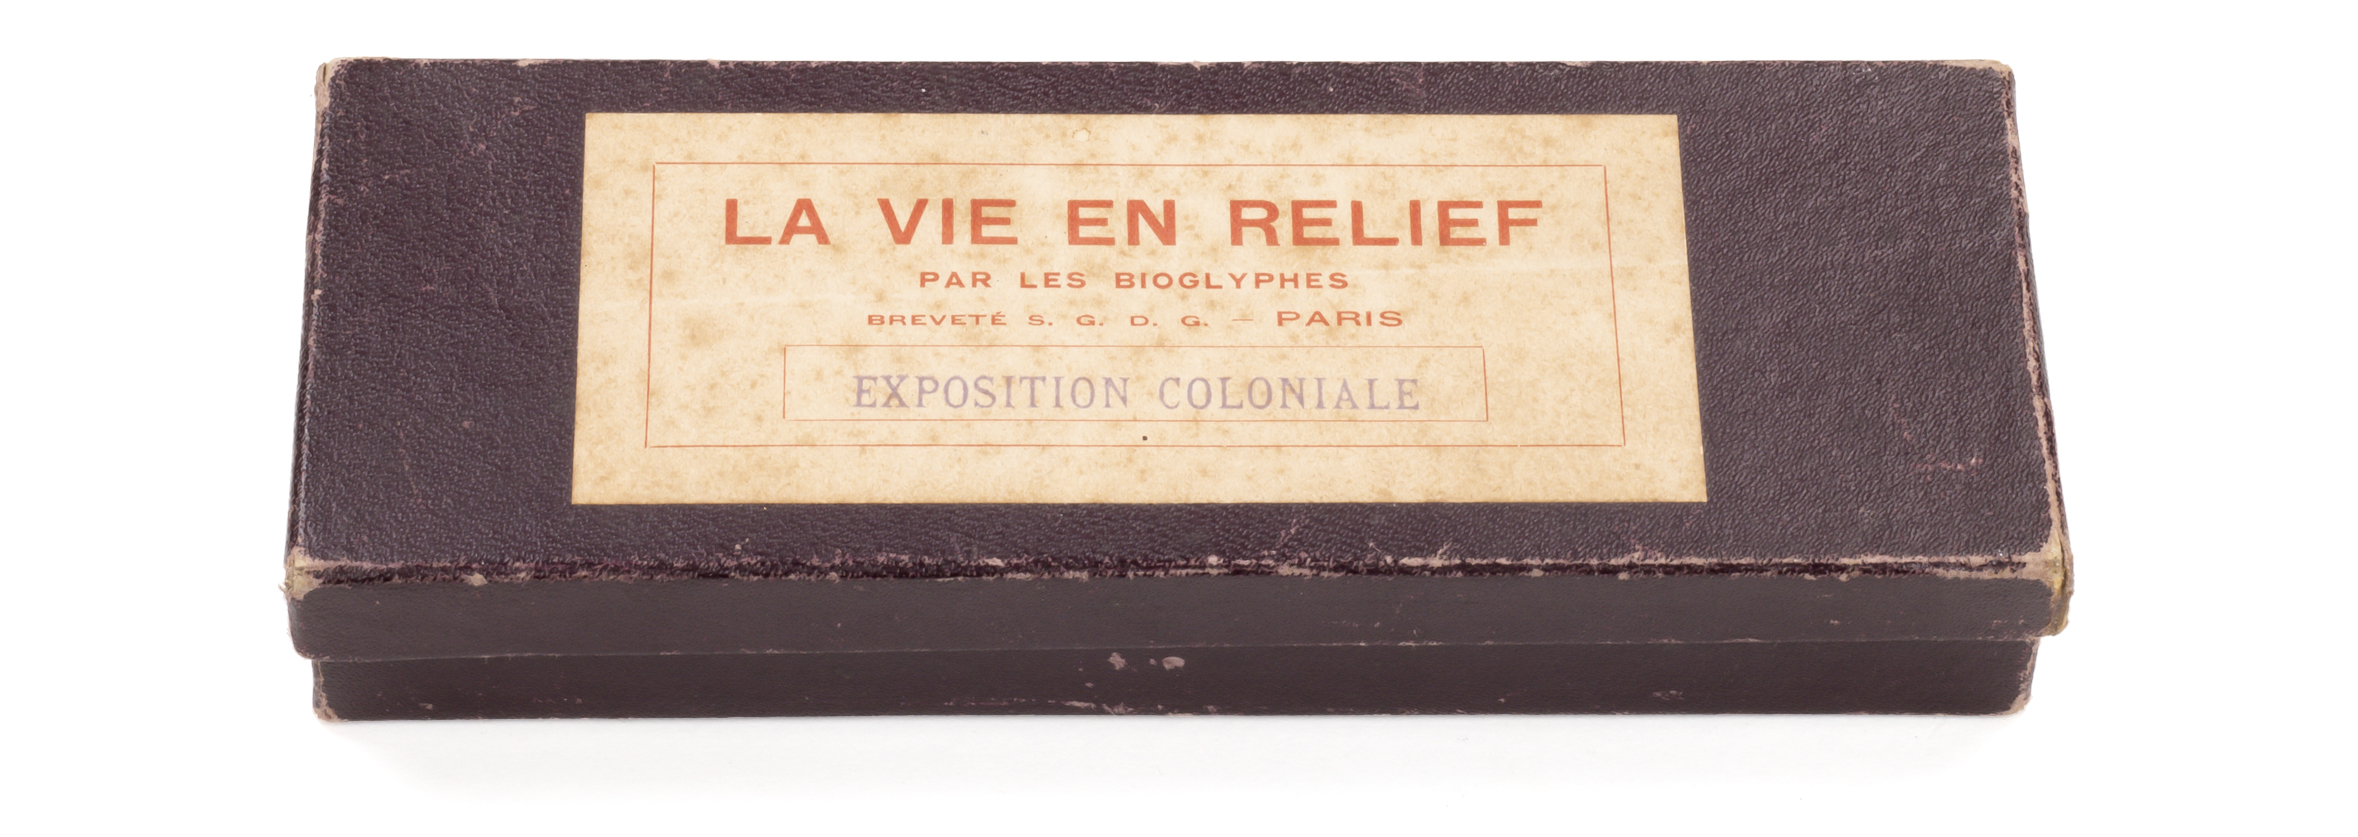 LA VIE EN RELIEF
PAR LES BIOGLYPHES
BREVETÉ S. G. D. G. — PARIS
EXPOSITION COLONIALE